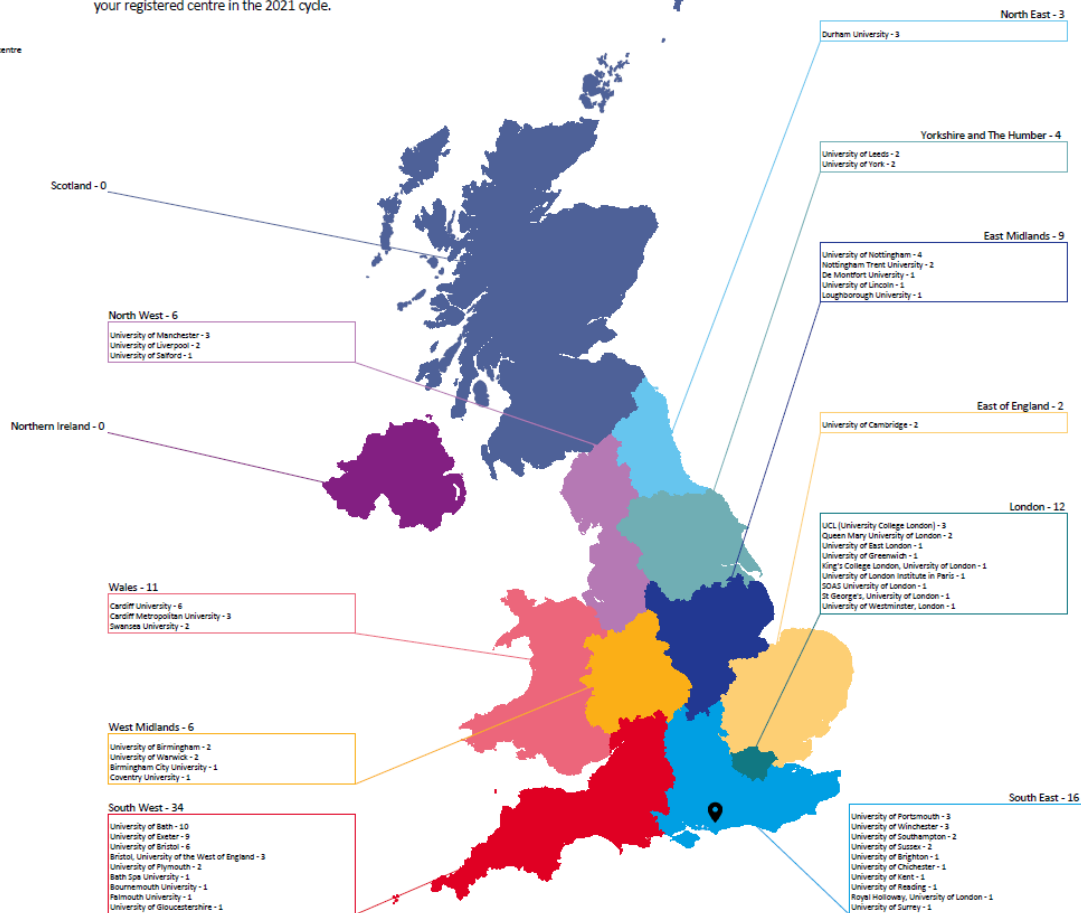 your registered centre in the 2021 cycle.
centre
North East - 3
Durham University - 3
Yorkshire and The Humber - 4
University of Leeds - 2
University of York - 2
Scotland - 0
East Midlands - 9
University of Nottingham - 4
Nottingham Trent University - 2
De Montfort University - 1
University of Lincoln - 1
Loughborough University - 1
North West - 6
University of Manchester - 3
University of Liverpool - 2
University of Salford - 1
East of England - 2
University of Cambridge - 2
Northern Ireland - 0
London - 12
UCL (University College London) - 3
Queen Mary University of London - 2
University of East London - 1
University of Greenwich - 1
King's College London, University of London - 1
University of London Institute in Paris - 1
SOAS University of London - 1
St George's, University of London - 1
University of Westminster, London - 1
Wales - 11
Cardiff University - 6
Cardiff Metropolitan University - 3
Swansea University - 2
West Midlands - 6
University of Birmingham - 2
University of Warwick - 2
Birmingham City University - 1
Coventry University - 1
South West - 34
University of Bath - 10
University of Exeter - 9
University of Bristol - 6
Bristol, University of the West of England - 3
University of Plymouth - 2
Bath Spa University - 1
Bournemouth University - 1
Falmouth University - 1
University of Gloucestershire - 1
South East - 16
University of Portsmouth - 3
University of Winchester - 3
University of Southampton - 2
University of Sussex - 2
University of Brighton - 1
University of Chichester - 1
University of Kent - 1
University of Reading - 1
Royal Holloway, University of London - 1
University of Surrey - 1